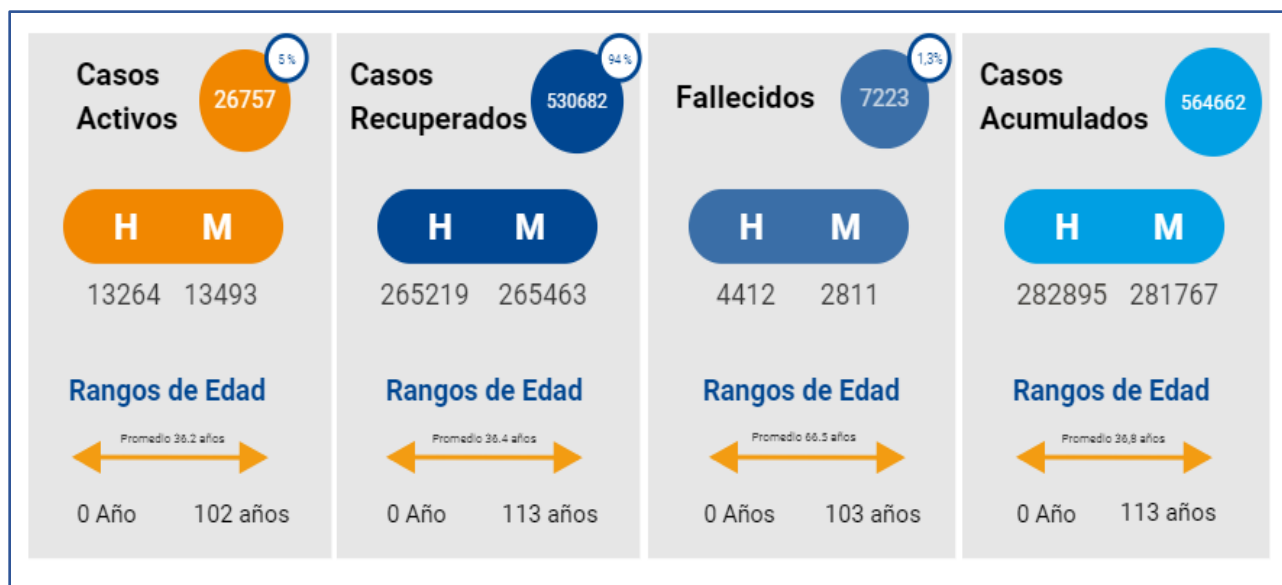 Casos
Activos
26757
5 %
H M
13264 13493
Rangos de Edad
Promedio 36.2 años
0 Año 102 años
Casos
Recuperados
530682
94 %
H M
265219 265463
Rangos de Edad
Promedio 36.4 años
0 Año 113 años
Fallecidos
7223
1,3%
H M
4412 2811
Rangos de Edad
Promedio 66.5 años
0 Años 103 años
Casos
Acumulados
564662
H M
282895 281767
Rangos de Edad
Promedio 36,8 años
0 Año 113 años